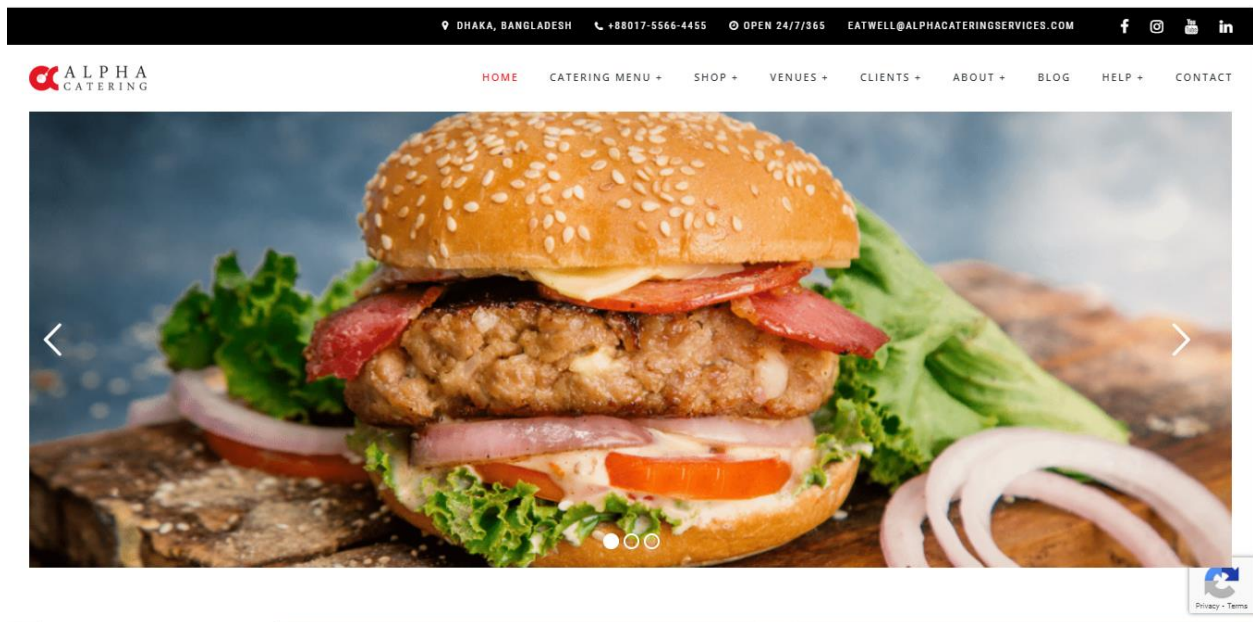 DHAKA, BANGLADESH +88017-5566-4455 OPEN 24/7/365 EATWELL@ALPHACATERINGSERVICES.COM
ALPHA
CATERING
HOME CATERING MENU + SHOP + VENUES + CLIENTS + ABOUT + BLOG HELP + CONTACT
Privacy - Terms